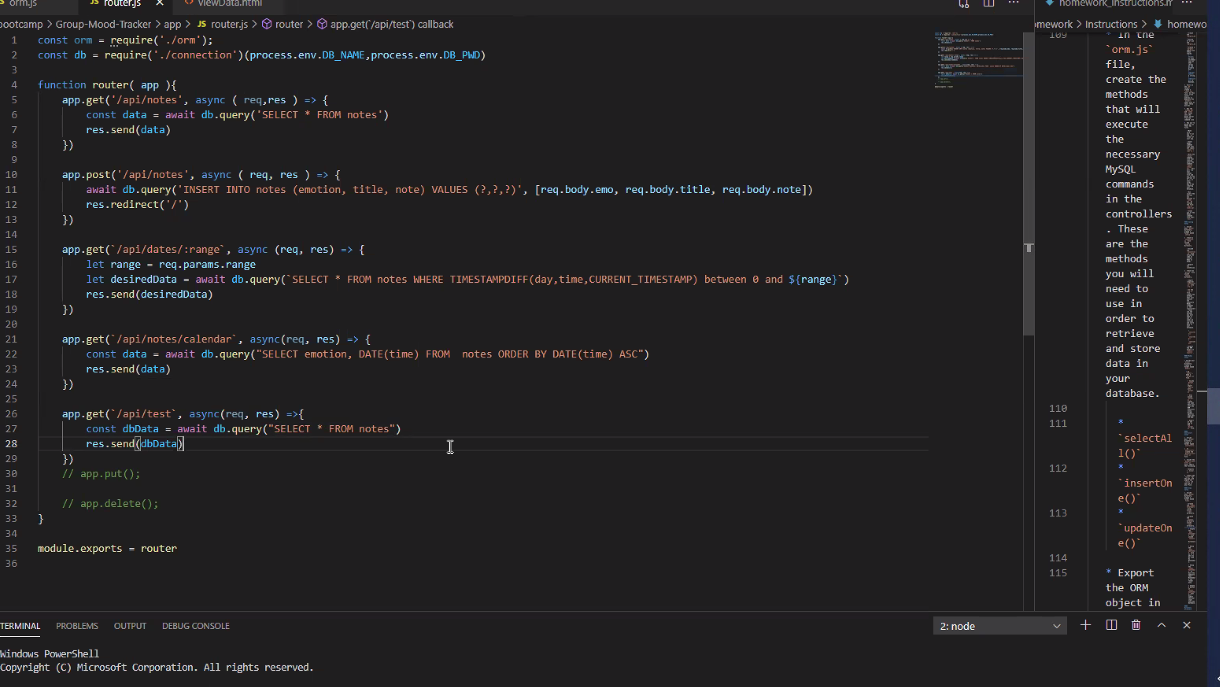 orm.js router.js × viewData.html homework_instructions.m
bootcamp > Group-Mood-Tracker > app > router.js > router > app.get(`/api/test`) callback
1 const orm = require('./orm');
2 const db = require('./connection')(process.env.DB_NAME,process.env.DB_PWD)
3
4 function router( app ){
5 app.get('/api/notes', async ( req,res ) => {
6 const data = await db.query('SELECT * FROM notes')
7 res.send(data)
8 })
9
10 app.post('/api/notes', async ( req, res ) => {
11 await db.query('INSERT INTO notes (emotion, title, note) VALUES (?,?,?)', [req.body.emo, req.body.title, req.body.note])
12 res.redirect('/')
13 })
14
15 app.get(`/api/dates/:range`, async (req, res) => {
16 let range = req.params.range
17 let desiredData = await db.query(`SELECT * FROM notes WHERE TIMESTAMPDIFF(day,time,CURRENT_TIMESTAMP) between 0 and ${range}`)
18 res.send(desiredData)
19 })
20
21 app.get(`/api/notes/calendar`, async(req, res) => {
22 const data = await db.query("SELECT emotion, DATE(time) FROM  notes ORDER BY DATE(time) ASC")
23 res.send(data)
24 })
25
26 app.get(`/api/test`, async(req, res) =>{
27 const dbData = await db.query("SELECT * FROM notes")
28 res.send(dbData)
29 })
30 // app.put();
31
32 // app.delete();
33 }
34
35 module.exports = router
36
omework > Instructions > homewo
109 * In the
`orm.js`
file,
create the
methods
that will
execute
the
necessary
MySQL
commands
in the
controllers
. These
are the
methods
you will
need to
use in
order to
retrieve
and store
data in
your
database.
110
111 *
`selectAl
l()`
112 *
`insertOn
e()`
113 *
`updateOn
e()`
114
115 * Export
the ORM
object in
TERMINAL PROBLEMS OUTPUT DEBUG CONSOLE 2: node
Windows PowerShell
Copyright (C) Microsoft Corporation. All rights reserved.